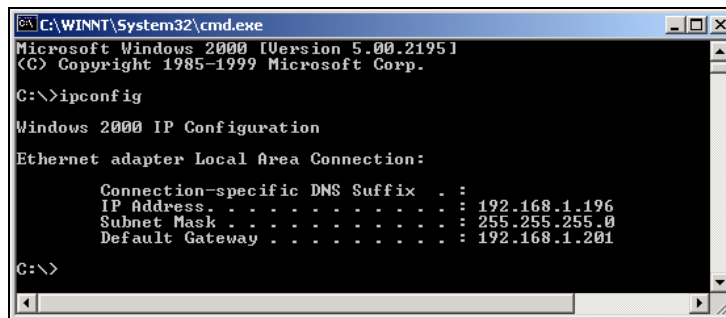 C:\WINNT\System32\cmd.exe
Microsoft Windows 2000 [Version 5.00.2195]
(C) Copyright 1985-1999 Microsoft Corp.
C:\>ipconfig
Windows 2000 IP Configuration
Ethernet adapter Local Area Connection:
        Connection-specific DNS Suffix  . :
        IP Address. . . . . . . . . . . . : 192.168.1.196
        Subnet Mask . . . . . . . . . . . : 255.255.255.0
        Default Gateway . . . . . . . . . : 192.168.1.201
C:\>